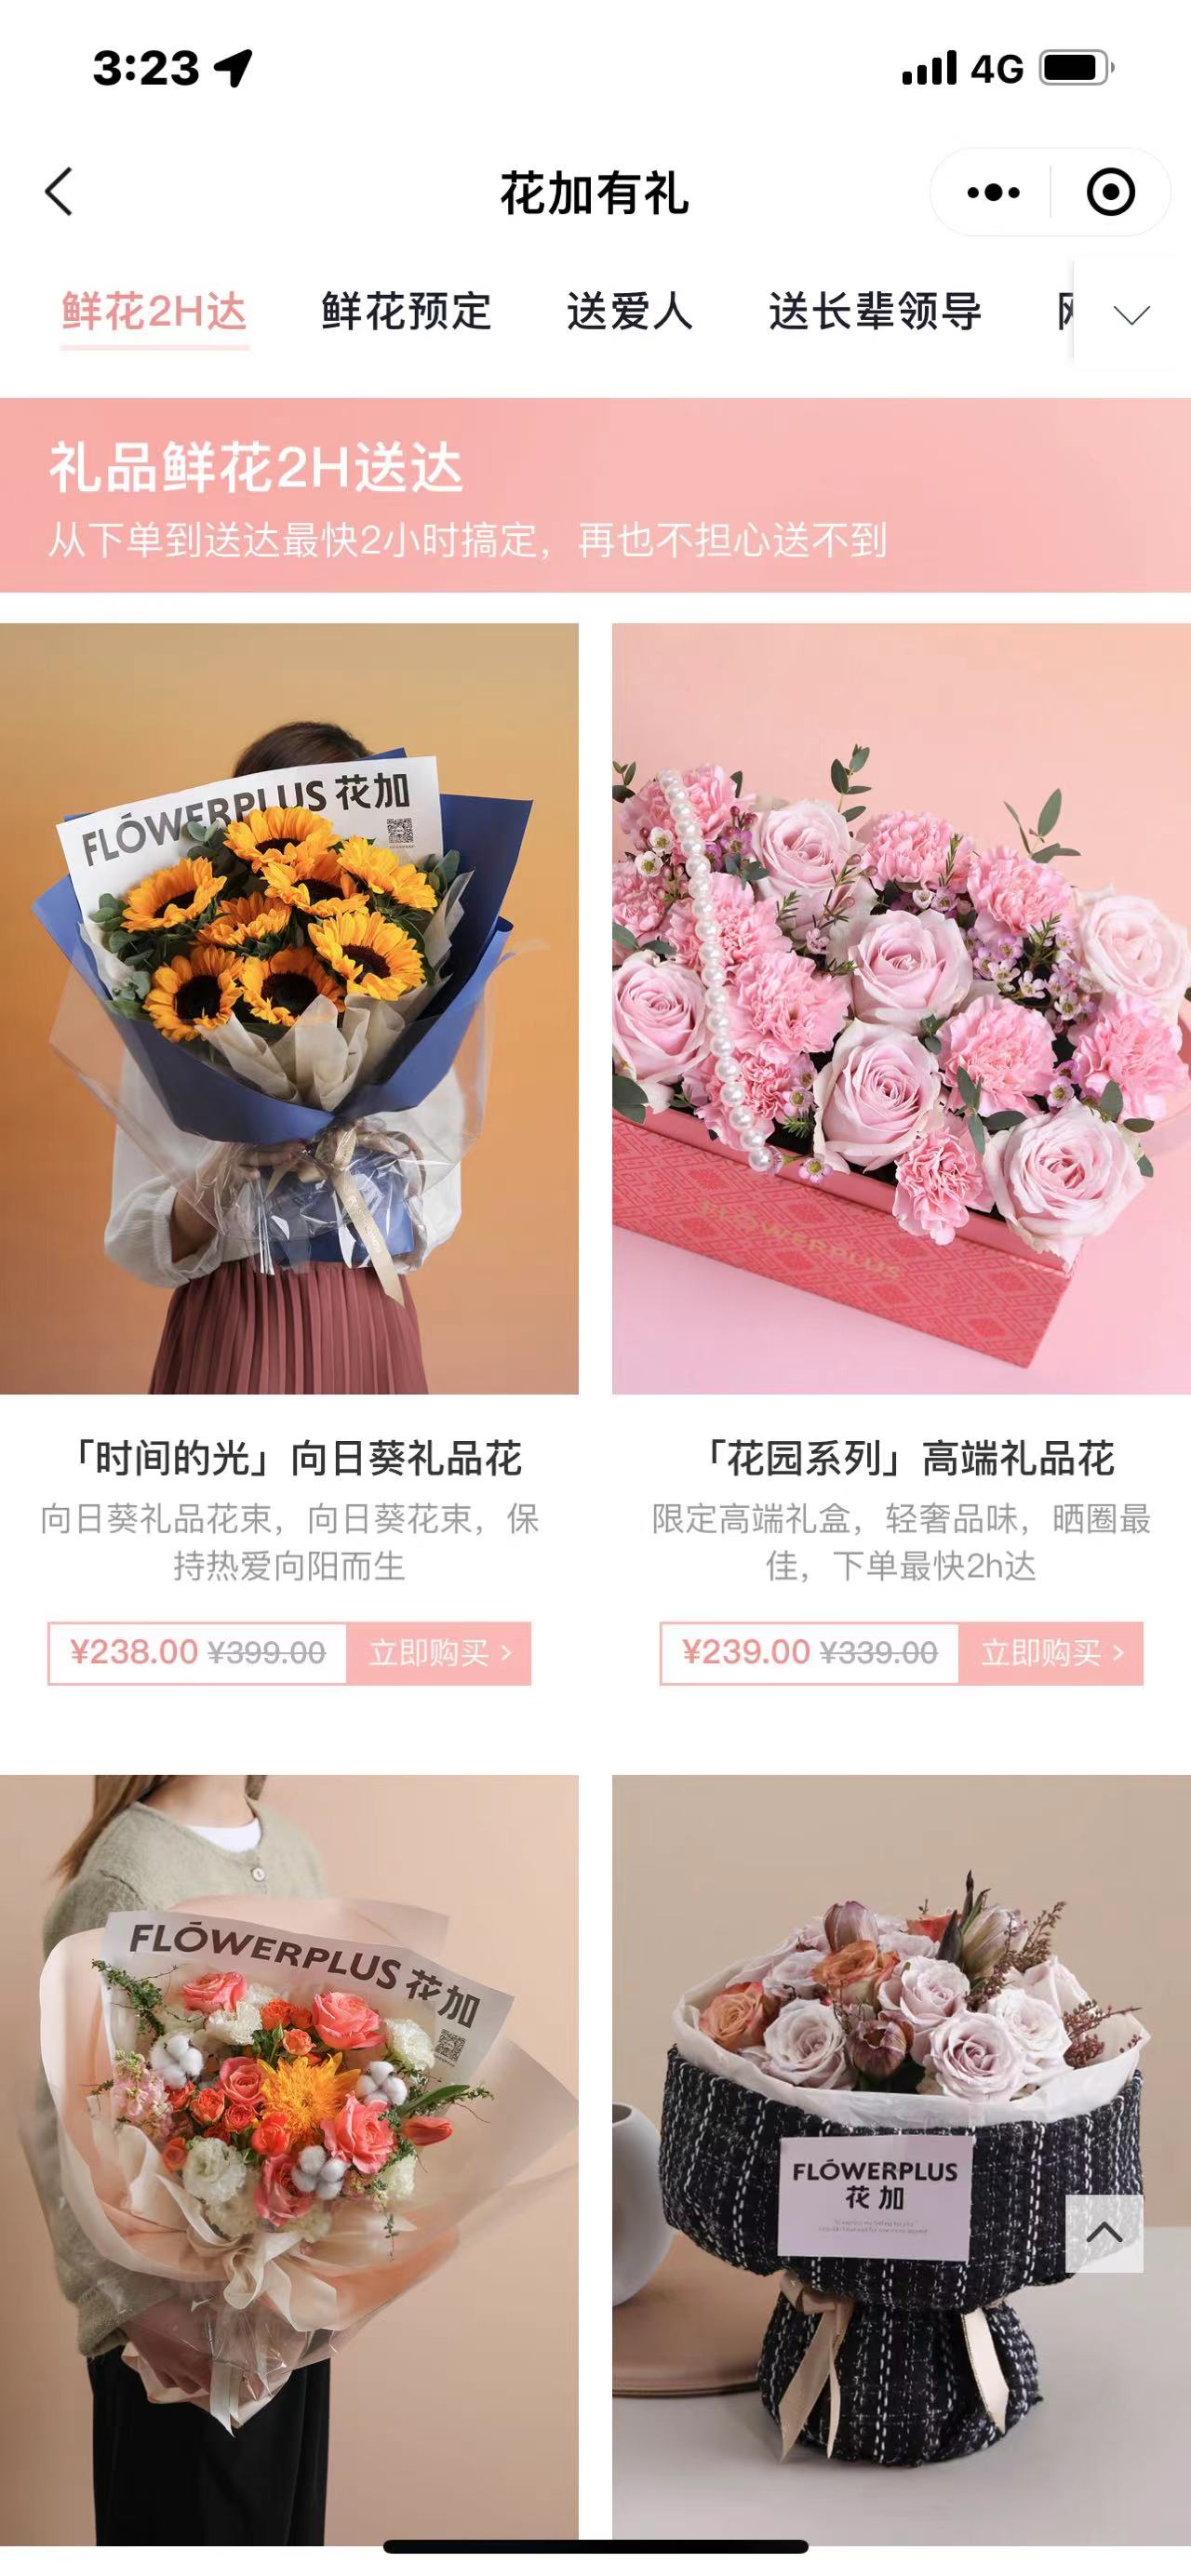 3:23
4G
花加有礼
鲜花2H达
鲜花预定
送爱人
送长辈领导
礼品鲜花2H送达
从下单到送达最快2小时搞定，再也不担心送不到
FLOWERPLUS 花加
FLOWERPLUS
「时间的光」向日葵礼品花
向日葵礼品花束，向日葵花束，保
持热爱向阳而生
¥238.00 ¥399.00 立即购买 >
「花园系列」高端礼品花
限定高端礼盒，轻奢品味，晒圈最
佳，下单最快2h达
¥239.00 ¥339.00 立即购买 >
FLOWERPLUS 花加
FLOWERPLUS
花加